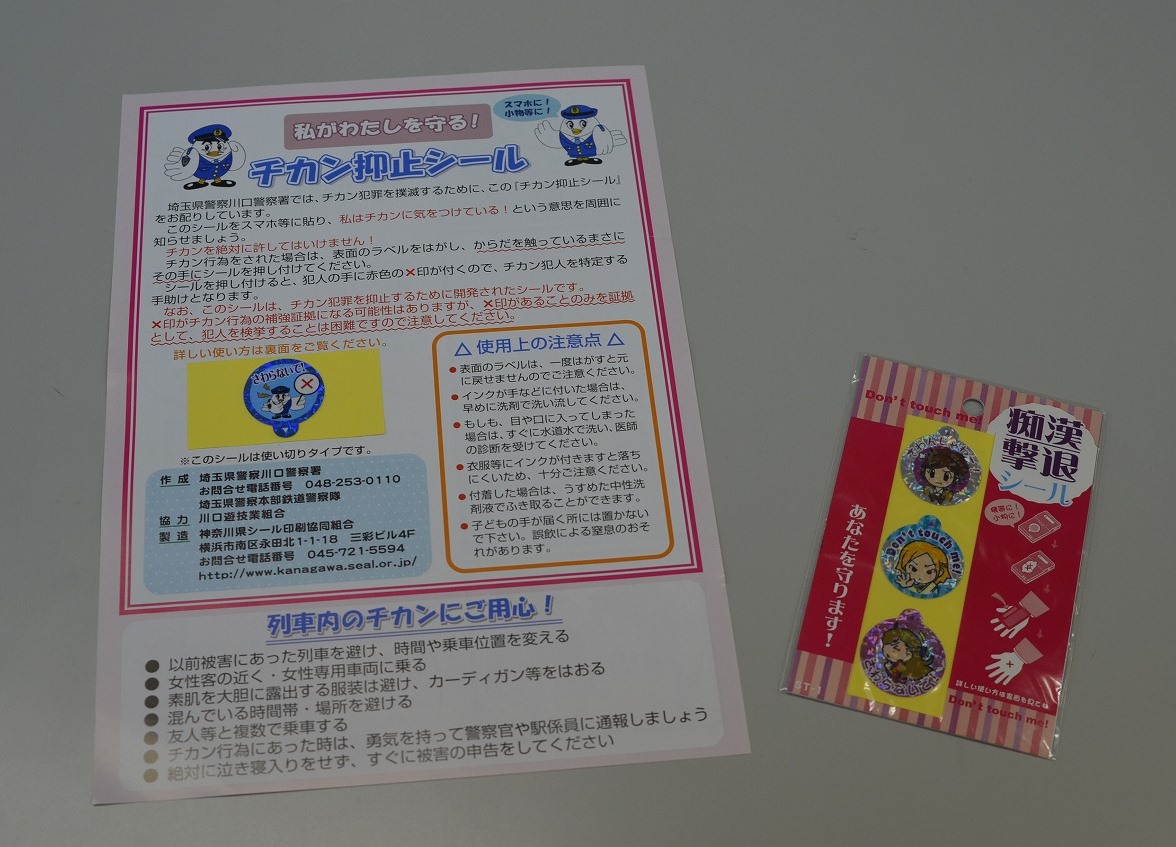 私がわたしを守る！
スマホに！
小物等に！
チカン抑止シール
埼玉県警察川口警察署では、チカン犯罪を撲滅するために、この『チカン抑止シール』
をお配りしています。
このシールをスマホ等に貼り、私はチカンに気をつけている！という意思を周囲に
知らせましょう。
チカンを絶対に許してはいけません！
チカン行為をされた場合は、表面のラベルをはがし、からだを触っているまさに
その手にシールを押し付けてください。
シールを押し付けると、犯人の手に赤色の×印が付くので、チカン犯人を特定する
手助けとなります。
なお、このシールは、チカン犯罪を抑止するために開発されたシールです。
×印がチカン行為の補強証拠になる可能性はありますが、×印があることのみを証拠
として、犯人を検挙することは困難ですので注意してください。
詳しい使い方は裏面をご覧ください。
さわらないで！
×
※このシールは使い切りタイプです。
作成 埼玉県警察川口警察署
お問合せ電話番号 048-253-0110
埼玉県警察本部鉄道警察隊
協力 川口遊技業組合
製造 神奈川県シール印刷協同組合
横浜市南区永田北1-1-18 三彩ビル4F
お問合せ電話番号 045-721-5594
http://www.kanagawa.seal.or.jp/
△ 使用上の注意点 △
●表面のラベルは、一度はがすと元
に戻せませんのでご注意ください。
●インクが手などに付いた場合は、
早めに洗剤で洗い流してください。
●もしも、目や口に入ってしまった
場合は、すぐに水道水で洗い、医師
の診断を受けてください。
●衣服等にインクが付きますと落ち
にくいため、十分ご注意ください。
●付着した場合は、うすめた中性洗
剤液でふき取ることができます。
●子どもの手が届く所には置かない
で下さい。誤飲による窒息のおそ
れがあります。
列車内のチカンにご用心！
●以前被害にあった列車を避け、時間や乗車位置を変える
●女性客の近く・女性専用車両に乗る
●素肌を大胆に露出する服装は避け、カーディガン等をはおる
●混んでいる時間帯・場所を避ける
●友人等と複数で乗車する
●チカン行為にあった時は、勇気を持って警察官や駅係員に通報しましょう
●絶対に泣き寝入りをせず、すぐに被害の申告をしてください
Don't touch me!
痴漢
撃退
シール
携帯に！
小物に！
あなたを守ります！
Don't touch me!
さわらないで！
詳しい使い方は裏面を見てね
ST-1
Don't touch me!